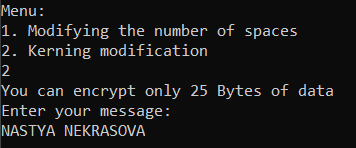 Menu:
1. Modifying the number of spaces
2. Kerning modification
2
You can encrypt only 25 Bytes of data
Enter your message:
NASTYA NEKRASOVA